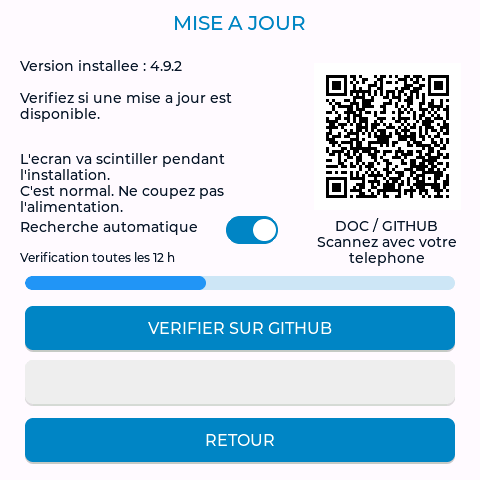 MISE A JOUR
Version installee : 4.9.2
Verifiez si une mise a jour est
disponible.
L'ecran va scintiller pendant
l'installation.
C'est normal. Ne coupez pas
l'alimentation.
Recherche automatique
Verification toutes les 12 h
DOC / GITHUB
Scannez avec votre
telephone
VERIFIER SUR GITHUB
RETOUR